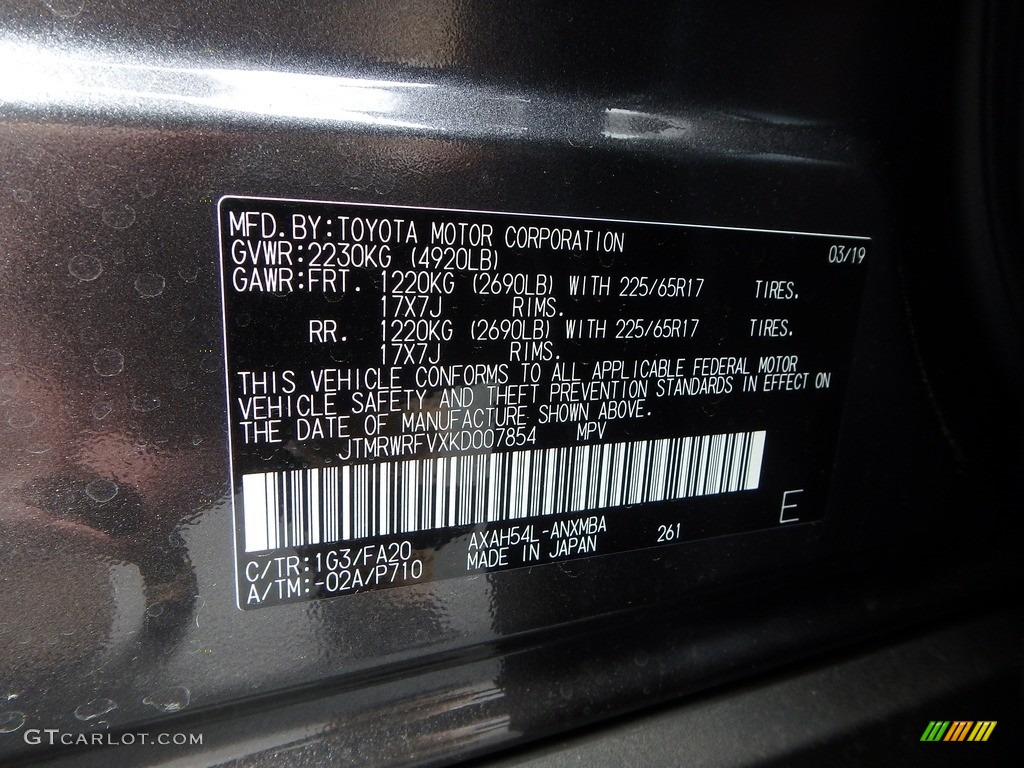 MFD.BY:TOYOTA MOTOR CORPORATION 03/19
GVWR:2230KG (4920LB)
GAWR:FRT. 1220KG (2690LB) WITH 225/65R17 TIRES.
17X7J RIMS.
RR. 1220KG (2690LB) WITH 225/65R17 TIRES.
17X7J RIMS.
THIS VEHICLE CONFORMS TO ALL APPLICABLE FEDERAL MOTOR
VEHICLE SAFETY AND THEFT PREVENTION STANDARDS IN EFFECT ON
THE DATE OF MANUFACTURE SHOWN ABOVE.
JTMRWRFVXKD007854 MPV
E
C/TR:1G3/FA20 AXAH54L-ANXMBA 261
A/TM:-02A/P710 MADE IN JAPAN
GTCARLOT.COM